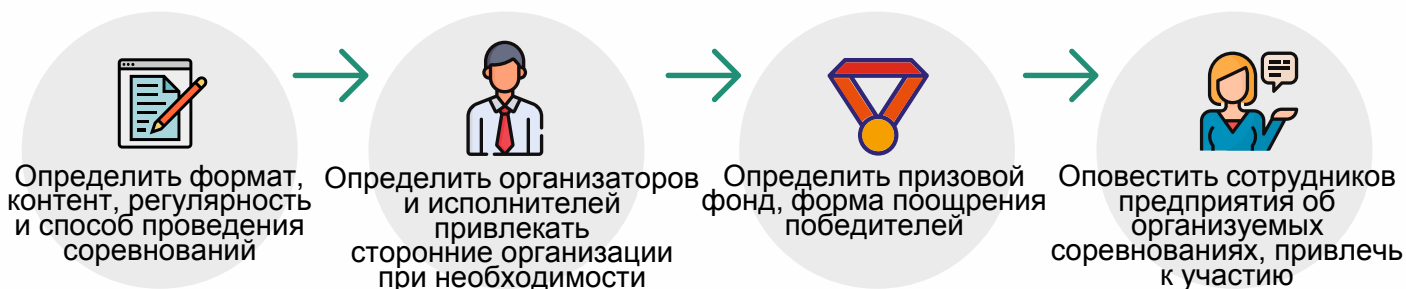 Определить формат,
контент, регулярность
и способ проведения
соревнований
Определить организаторов
и исполнителей
привлекать
сторонние организации
при необходимости
Определить призовой
фонд, форма поощрения
победителей
Оповестить сотрудников
предприятия об
организуемых
соревнованиях, привлечь
к участию